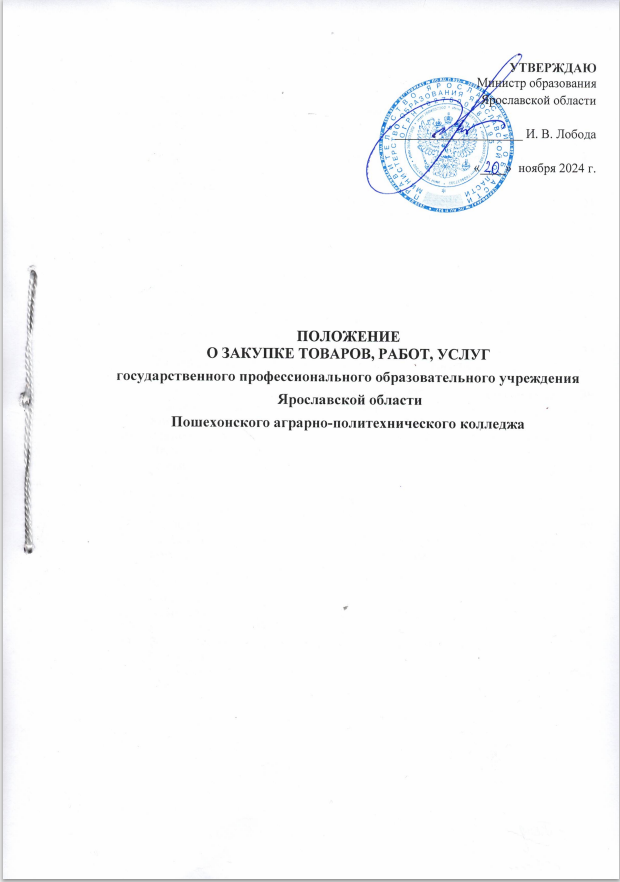 УТВЕРЖДАЮ
Министр образования
Ярославской области
И. В. Лобода
« 20 » ноября 2024 г.
ПОЛОЖЕНИЕ
О ЗАКУПКЕ ТОВАРОВ, РАБОТ, УСЛУГ
государственного профессионального образовательного учреждения
Ярославской области
Пошехонского аграрно-политехнического колледжа